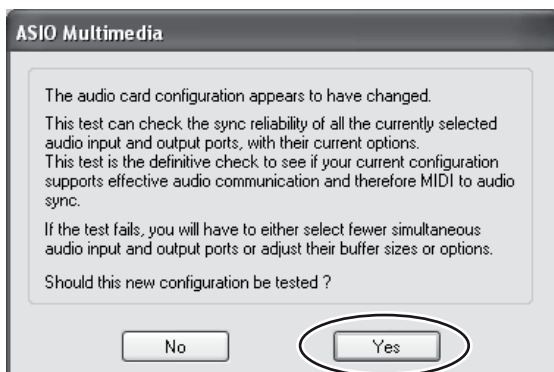 ASIO Multimedia
The audio card configuration appears to have changed.
This test can check the sync reliability of all the currently selected
audio input and output ports, with their current options.
This test is the definitive check to see if your current configuration
supports effective audio communication and therefore MIDI to audio
sync.
If the test fails, you will have to either select fewer simultaneous
audio input and output ports or adjust their buffer sizes or options.
Should this new configuration be tested ?
No
Yes